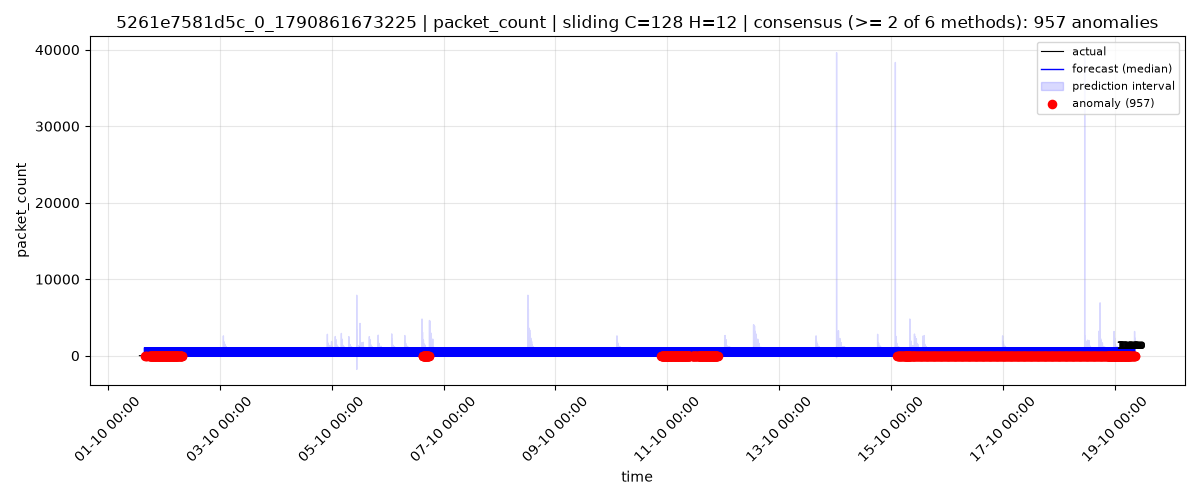 5261e7581d5c_0_1790861673225 | packet_count | sliding C=128 H=12 | consensus (>= 2 of 6 methods): 957 anomalies
actual
forecast (median)
prediction interval
anomaly (957)
packet_count
40000
30000
20000
10000
0
01-10 00:00
03-10 00:00
05-10 00:00
07-10 00:00
09-10 00:00
11-10 00:00
13-10 00:00
15-10 00:00
17-10 00:00
19-10 00:00
time